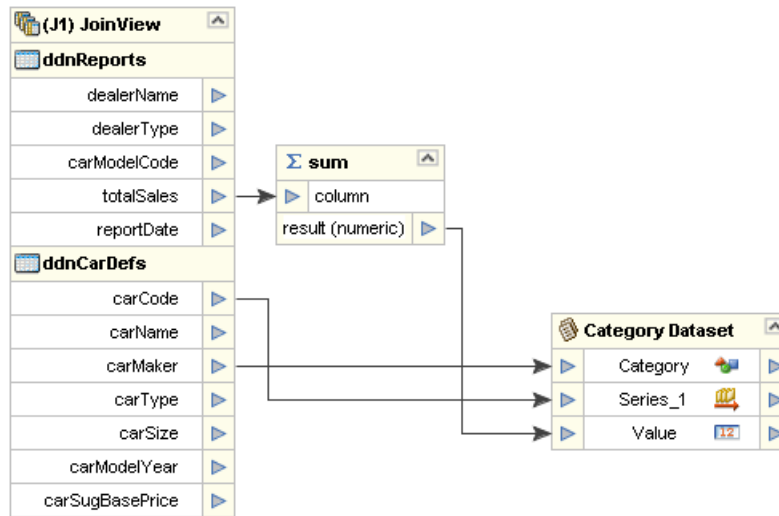 (J1) JoinView
ddnReports
dealerName
dealerType
carModelCode
totalSales
reportDate
ddnCarDefs
carCode
carName
carMaker
carType
carSize
carModelYear
carSugBasePrice
Σ sum
column
result (numeric)
Category Dataset
Category
Series_1
Value 12